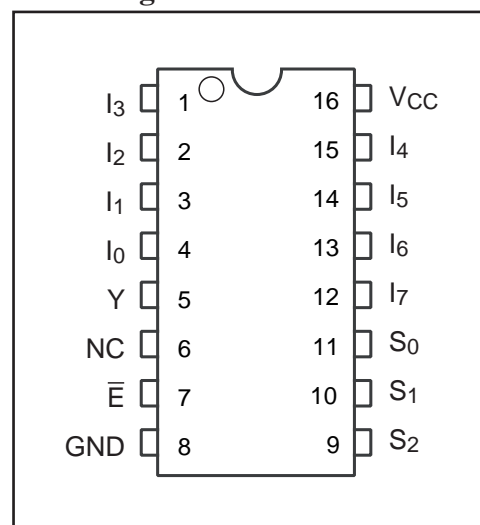 I3 1 16 VCC
I2 2 15 I4
I1 3 14 I5
I0 4 13 I6
Y 5 12 I7
NC 6 11 S0
E̅ 7 10 S1
GND 8 9 S2